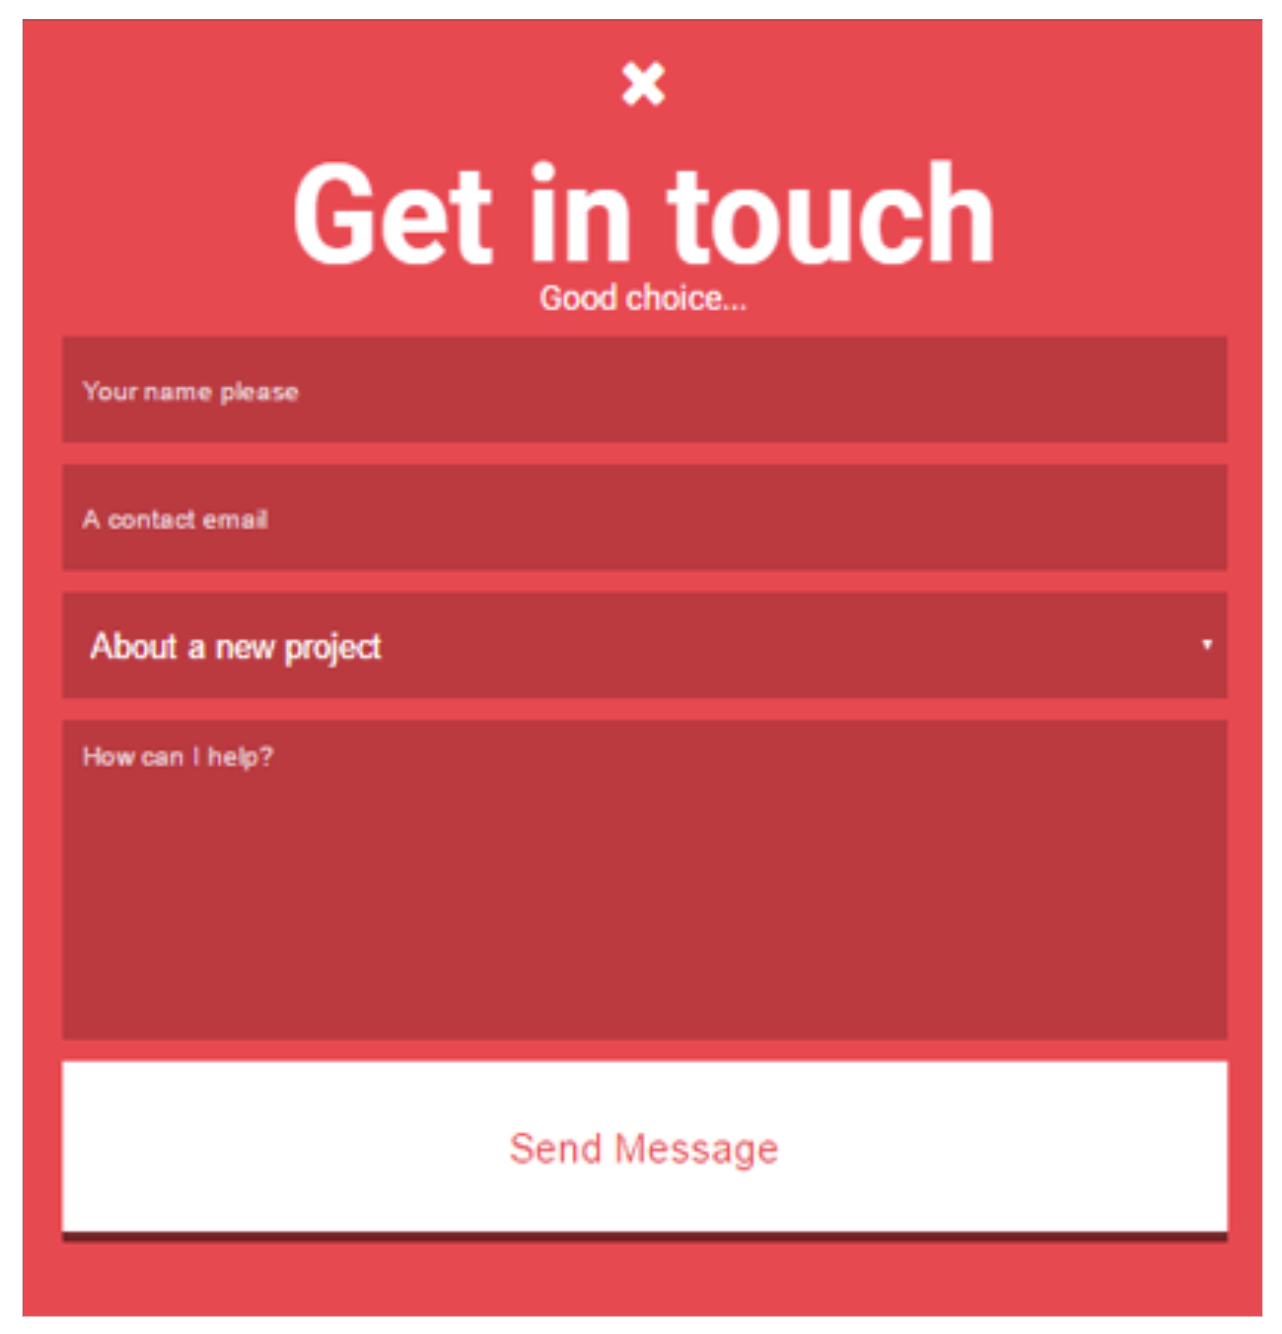 Get in touch
Good choice...
Your name please
A contact email
About a new project
How can I help?
Send Message